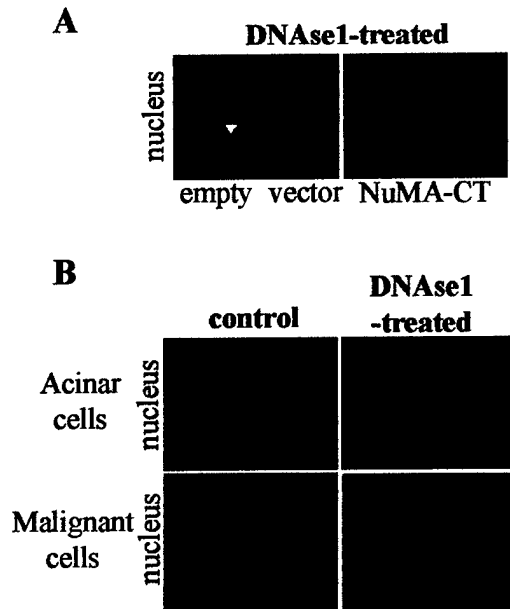 A
DNAse1-treated
nucleus
empty vector NuMA-CT
B
control
DNAse1
-treated
Acinar
cells
nucleus
Malignant
cells
nucleus